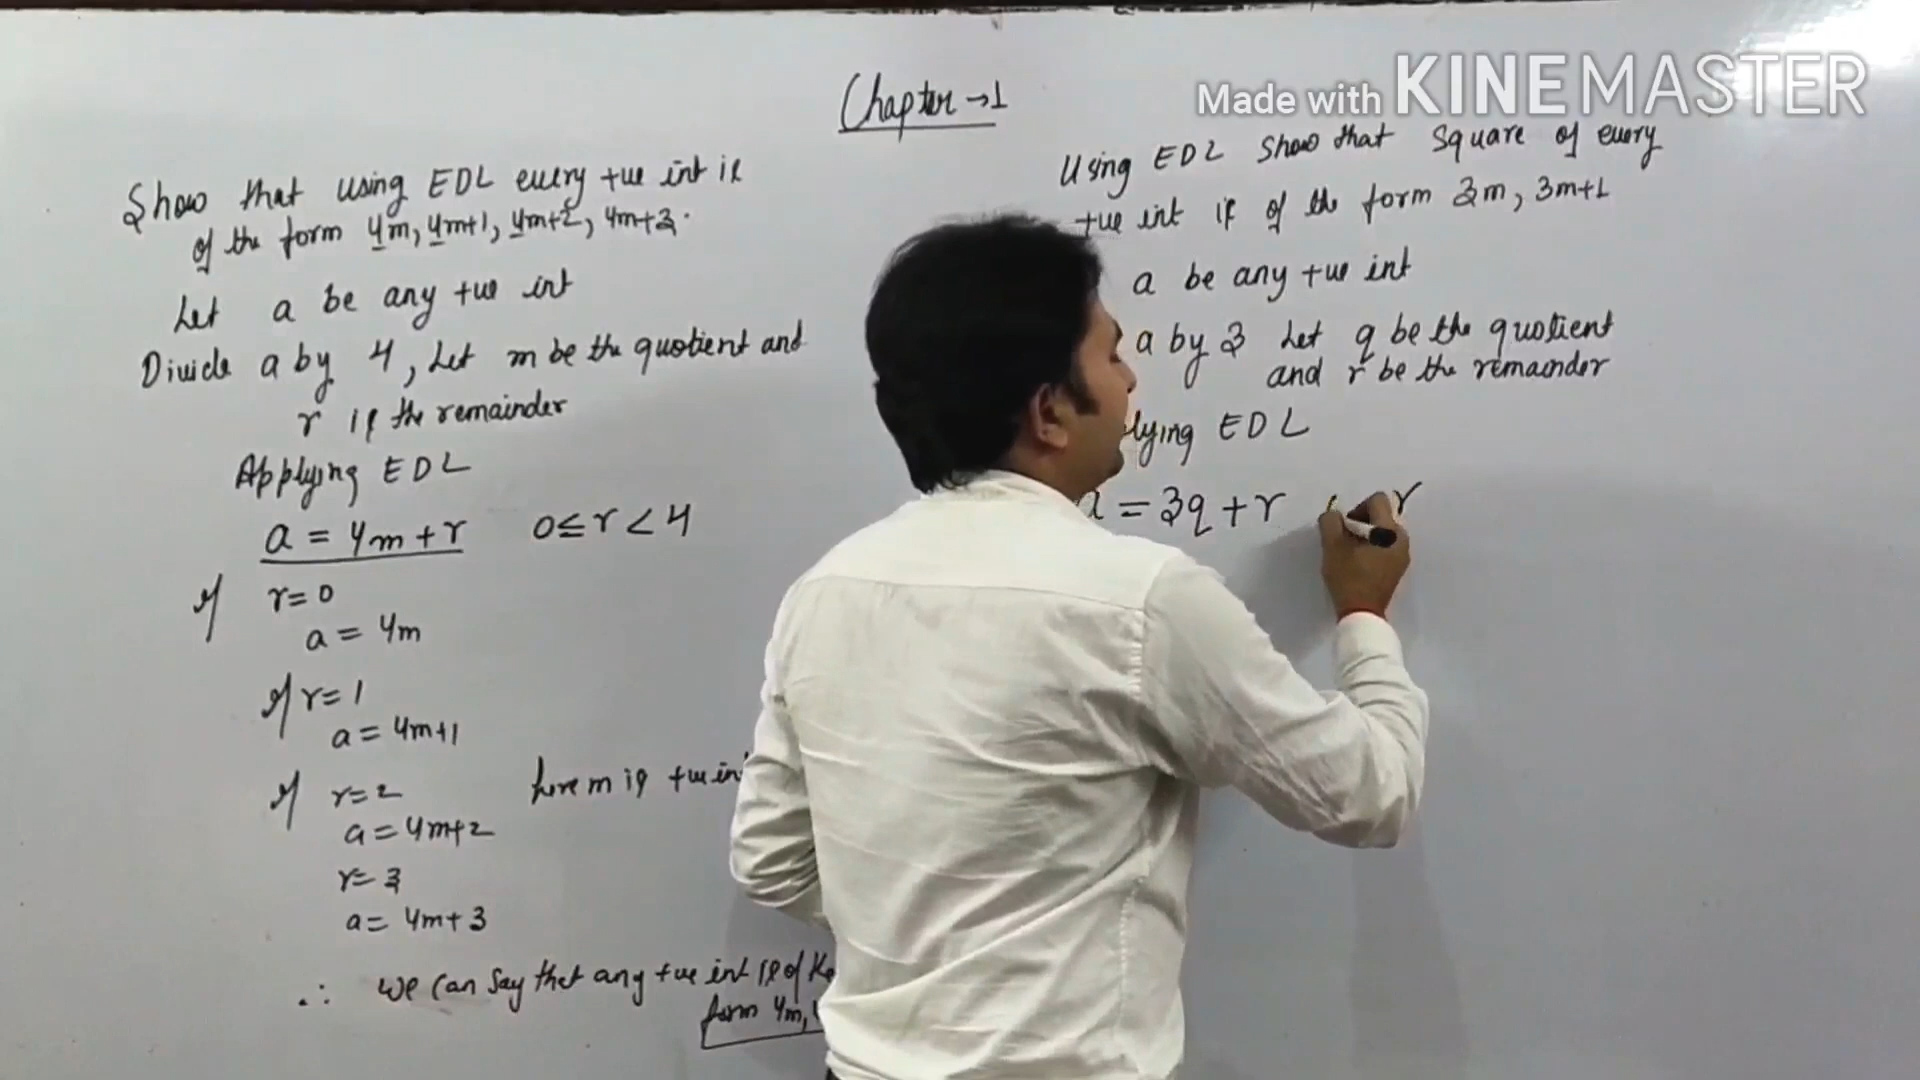 Made with KINEMASTER
Chapter → 1
Show that using EDL every +ve int is
of the form 4m, 4m+1, 4m+2, 4m+3.
Let a be any +ve int
Divide a by 4, Let m be the quotient and
r is the remainder
Applying EDL
a = 4m + r 0 ≤ r < 4
if r = 0
a = 4m
if r = 1
a = 4m+1
if r = 2
a = 4m+2
here m is +ve int
r = 3
a = 4m + 3
∴ we can say that any +ve int is of
form 4m,
Using EDL show that square of every
+ve int is of the form 3m, 3m+1
a be any +ve int
a by 3 Let q be the quotient
and r be the remainder
lying EDL
a = 3q + r r